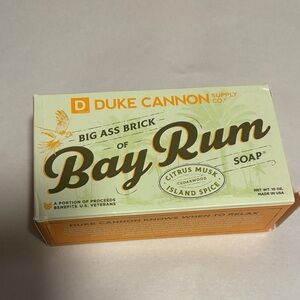 D DUKE CANNON SUPPLY CO.
BIG ASS BRICK
OF
Bay Rum
SOAP
CITRUS MUSK
CEDARWOOD
ISLAND SPICE
A PORTION OF PROCEEDS
BENEFITS U.S. VETERANS
NET WT. 10 OZ.
MADE IN USA
DUKE CANNON KNOWS WHEN TO RELAX